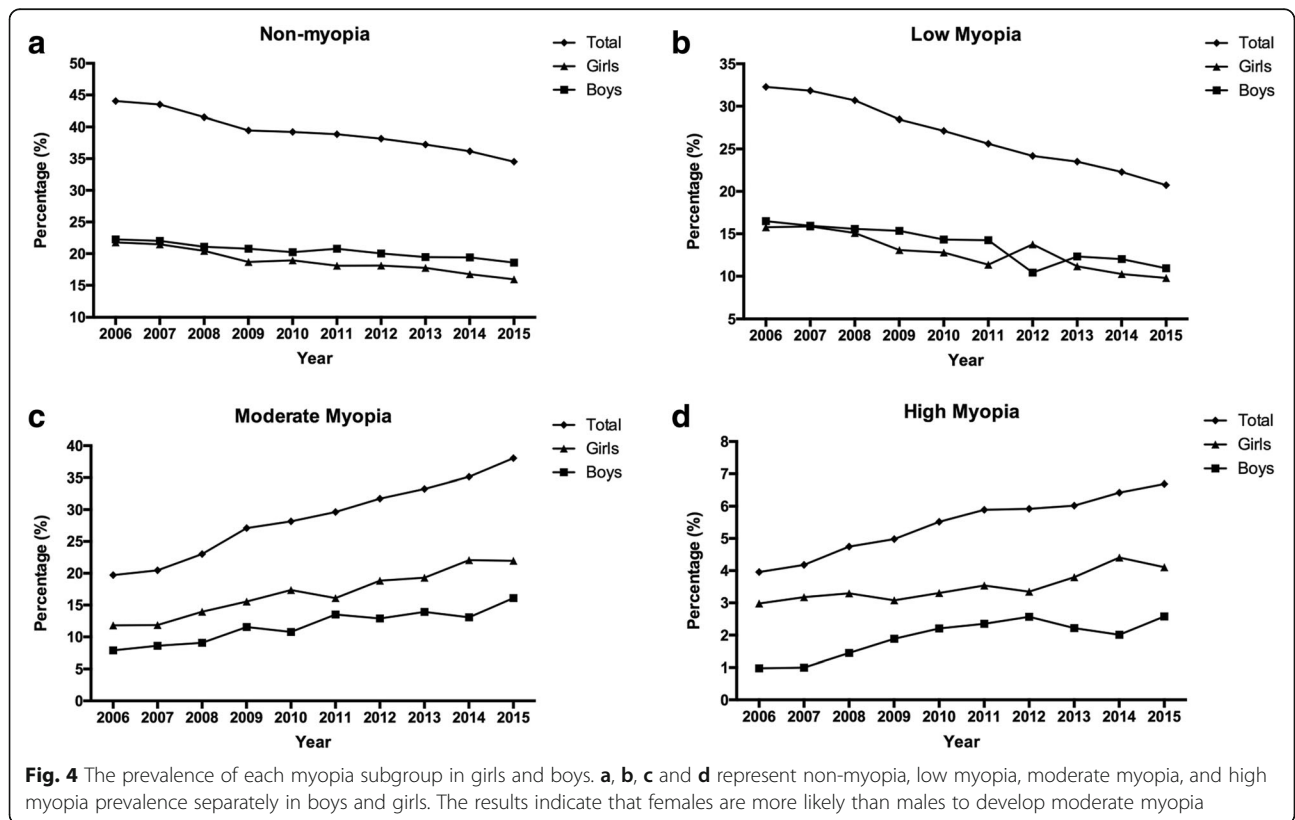 a
Non-myopia
Total
Girls
Boys
Percentage (%)
50
45
40
35
30
25
20
15
10
2006 2007 2008 2009 2010 2011 2012 2013 2014 2015
Year
b
Low Myopia
Total
Girls
Boys
Percentage (%)
35
30
25
20
15
10
5
2006 2007 2008 2009 2010 2011 2012 2013 2014 2015
Year
c
Moderate Myopia
Total
Girls
Boys
Percentage (%)
40
35
30
25
20
15
10
5
0
2006 2007 2008 2009 2010 2011 2012 2013 2014 2015
Year
d
High Myopia
Total
Girls
Boys
Percentage (%)
8
7
6
5
4
3
2
1
0
2006 2007 2008 2009 2010 2011 2012 2013 2014 2015
Year
Fig. 4 The prevalence of each myopia subgroup in girls and boys. a, b, c and d represent non-myopia, low myopia, moderate myopia, and high
myopia prevalence separately in boys and girls. The results indicate that females are more likely than males to develop moderate myopia